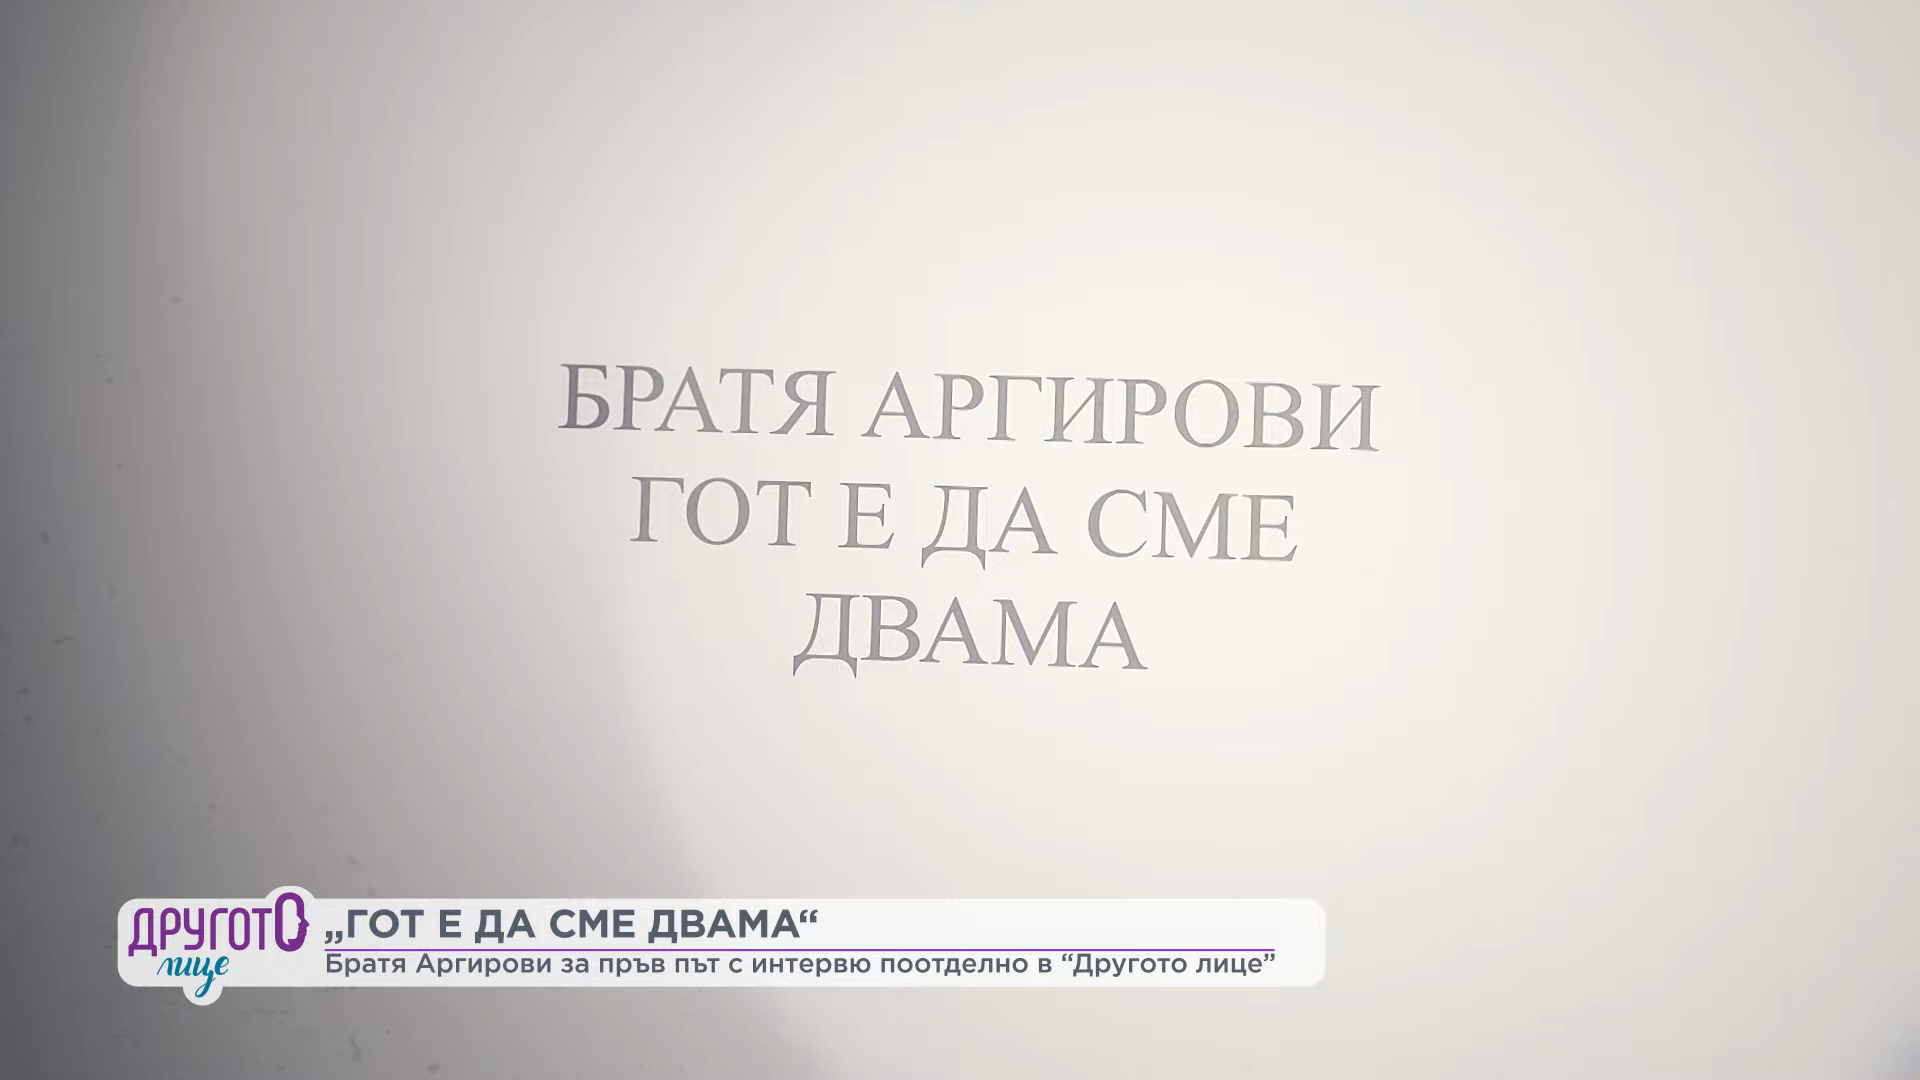 БРАТЯ АРГИРОВИ
ГОТ Е ДА СМЕ
ДВАМА
ДРУГОТО
лице
„ГОТ Е ДА СМЕ ДВАМА“
Братя Аргирови за пръв път с интервю поотделно в “Другото лице”